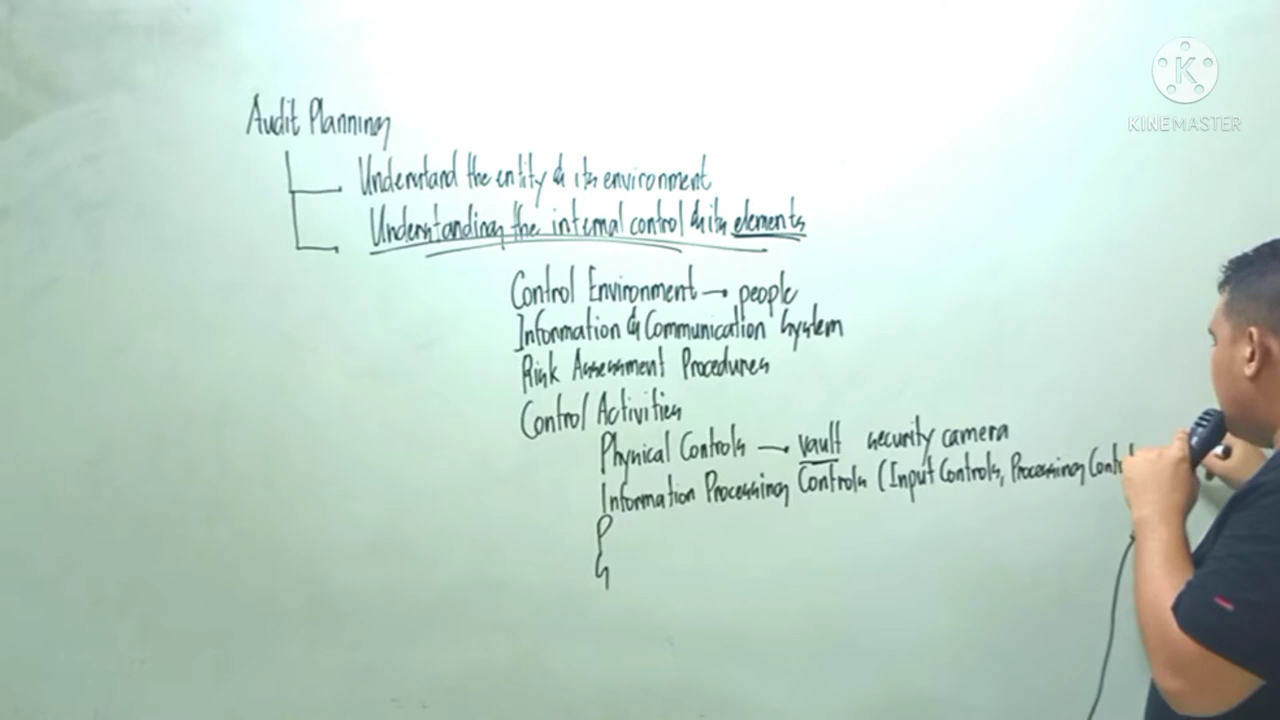 Audit Planning
Understand the entity & its environment
Understanding the internal control & its elements
Control Environment → people
Information & Communication System
Risk Assessment Procedures
Control Activities
Physical Controls → vault security camera
Information Processing Controls (Input Controls, Processing Cont
P
S
K
KINEMASTER